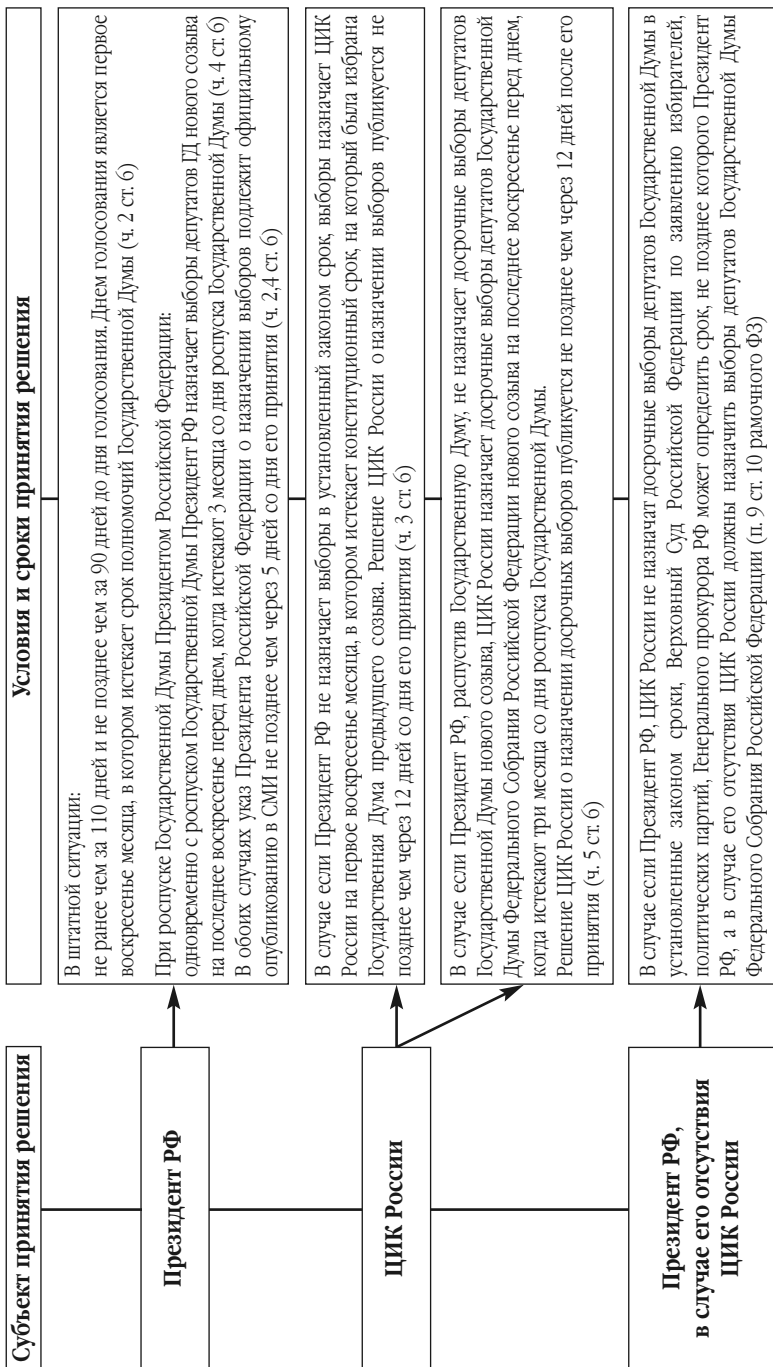 Субъект принятия решения
Условия и сроки принятия решения
Президент РФ
В штатной ситуации:
не ранее чем за 110 дней и не позднее чем за 90 дней до дня голосования. Днем голосования является первое
воскресенье месяца, в котором истекает срок полномочий Государственной Думы (ч. 2 ст. 6)
При роспуске Государственной Думы Президентом Российской Федерации:
одновременно с роспуском Государственной Думы Президент РФ назначает выборы депутатов ГД нового созыва
на последнее воскресенье перед днем, когда истекают 3 месяца со дня роспуска Государственной Думы (ч. 4 ст. 6)
В обоих случаях указ Президента Российской Федерации о назначении выборов подлежит официальному
опубликованию в СМИ не позднее чем через 5 дней со дня его принятия (ч. 2,4 ст. 6)
ЦИК России
В случае если Президент РФ не назначает выборы в установленный законом срок, выборы назначает ЦИК
России на первое воскресенье месяца, в котором истекает конституционный срок, на который была избрана
Государственная Дума предыдущего созыва. Решение ЦИК России о назначении выборов публикуется не
позднее чем через 12 дней со дня его принятия (ч. 3 ст. 6)
В случае если Президент РФ, распустив Государственную Думу, не назначает досрочные выборы депутатов
Государственной Думы нового созыва, ЦИК России назначает досрочные выборы депутатов Государственной
Думы Федерального Собрания Российской Федерации нового созыва на последнее воскресенье перед днем,
когда истекают три месяца со дня роспуска Государственной Думы.
Решение ЦИК России о назначении досрочных выборов публикуется не позднее чем через 12 дней после его
принятия (ч. 5 ст. 6)
Президент РФ,
в случае его отсутствия
ЦИК России
В случае если Президент РФ, ЦИК России не назначат досрочные выборы депутатов Государственной Думы в
установленные законом сроки, Верховный Суд Российской Федерации по заявлению избирателей,
политических партий, Генерального прокурора РФ может определить срок, не позднее которого Президент
РФ, а в случае его отсутствия ЦИК России должны назначить выборы депутатов Государственной Думы
Федерального Собрания Российской Федерации (п. 9 ст. 10 рамочного ФЗ)